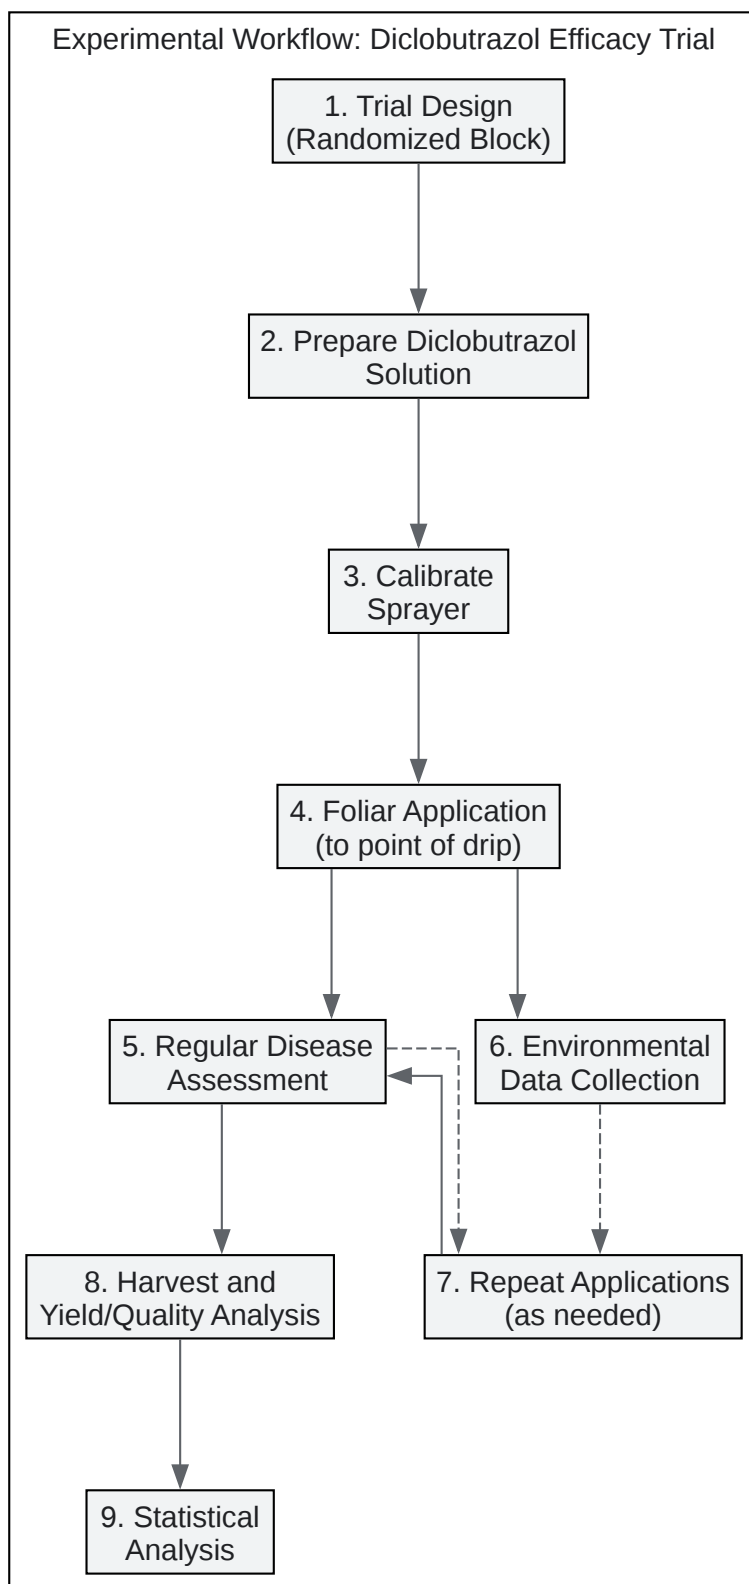 Experimental Workflow: Diclobutrazol Efficacy Trial
1. Trial Design
(Randomized Block)
2. Prepare Diclobutrazol
Solution
3. Calibrate
Sprayer
4. Foliar Application
(to point of drip)
5. Regular Disease
Assessment
6. Environmental
Data Collection
7. Repeat Applications
(as needed)
8. Harvest and
Yield/Quality Analysis
9. Statistical
Analysis